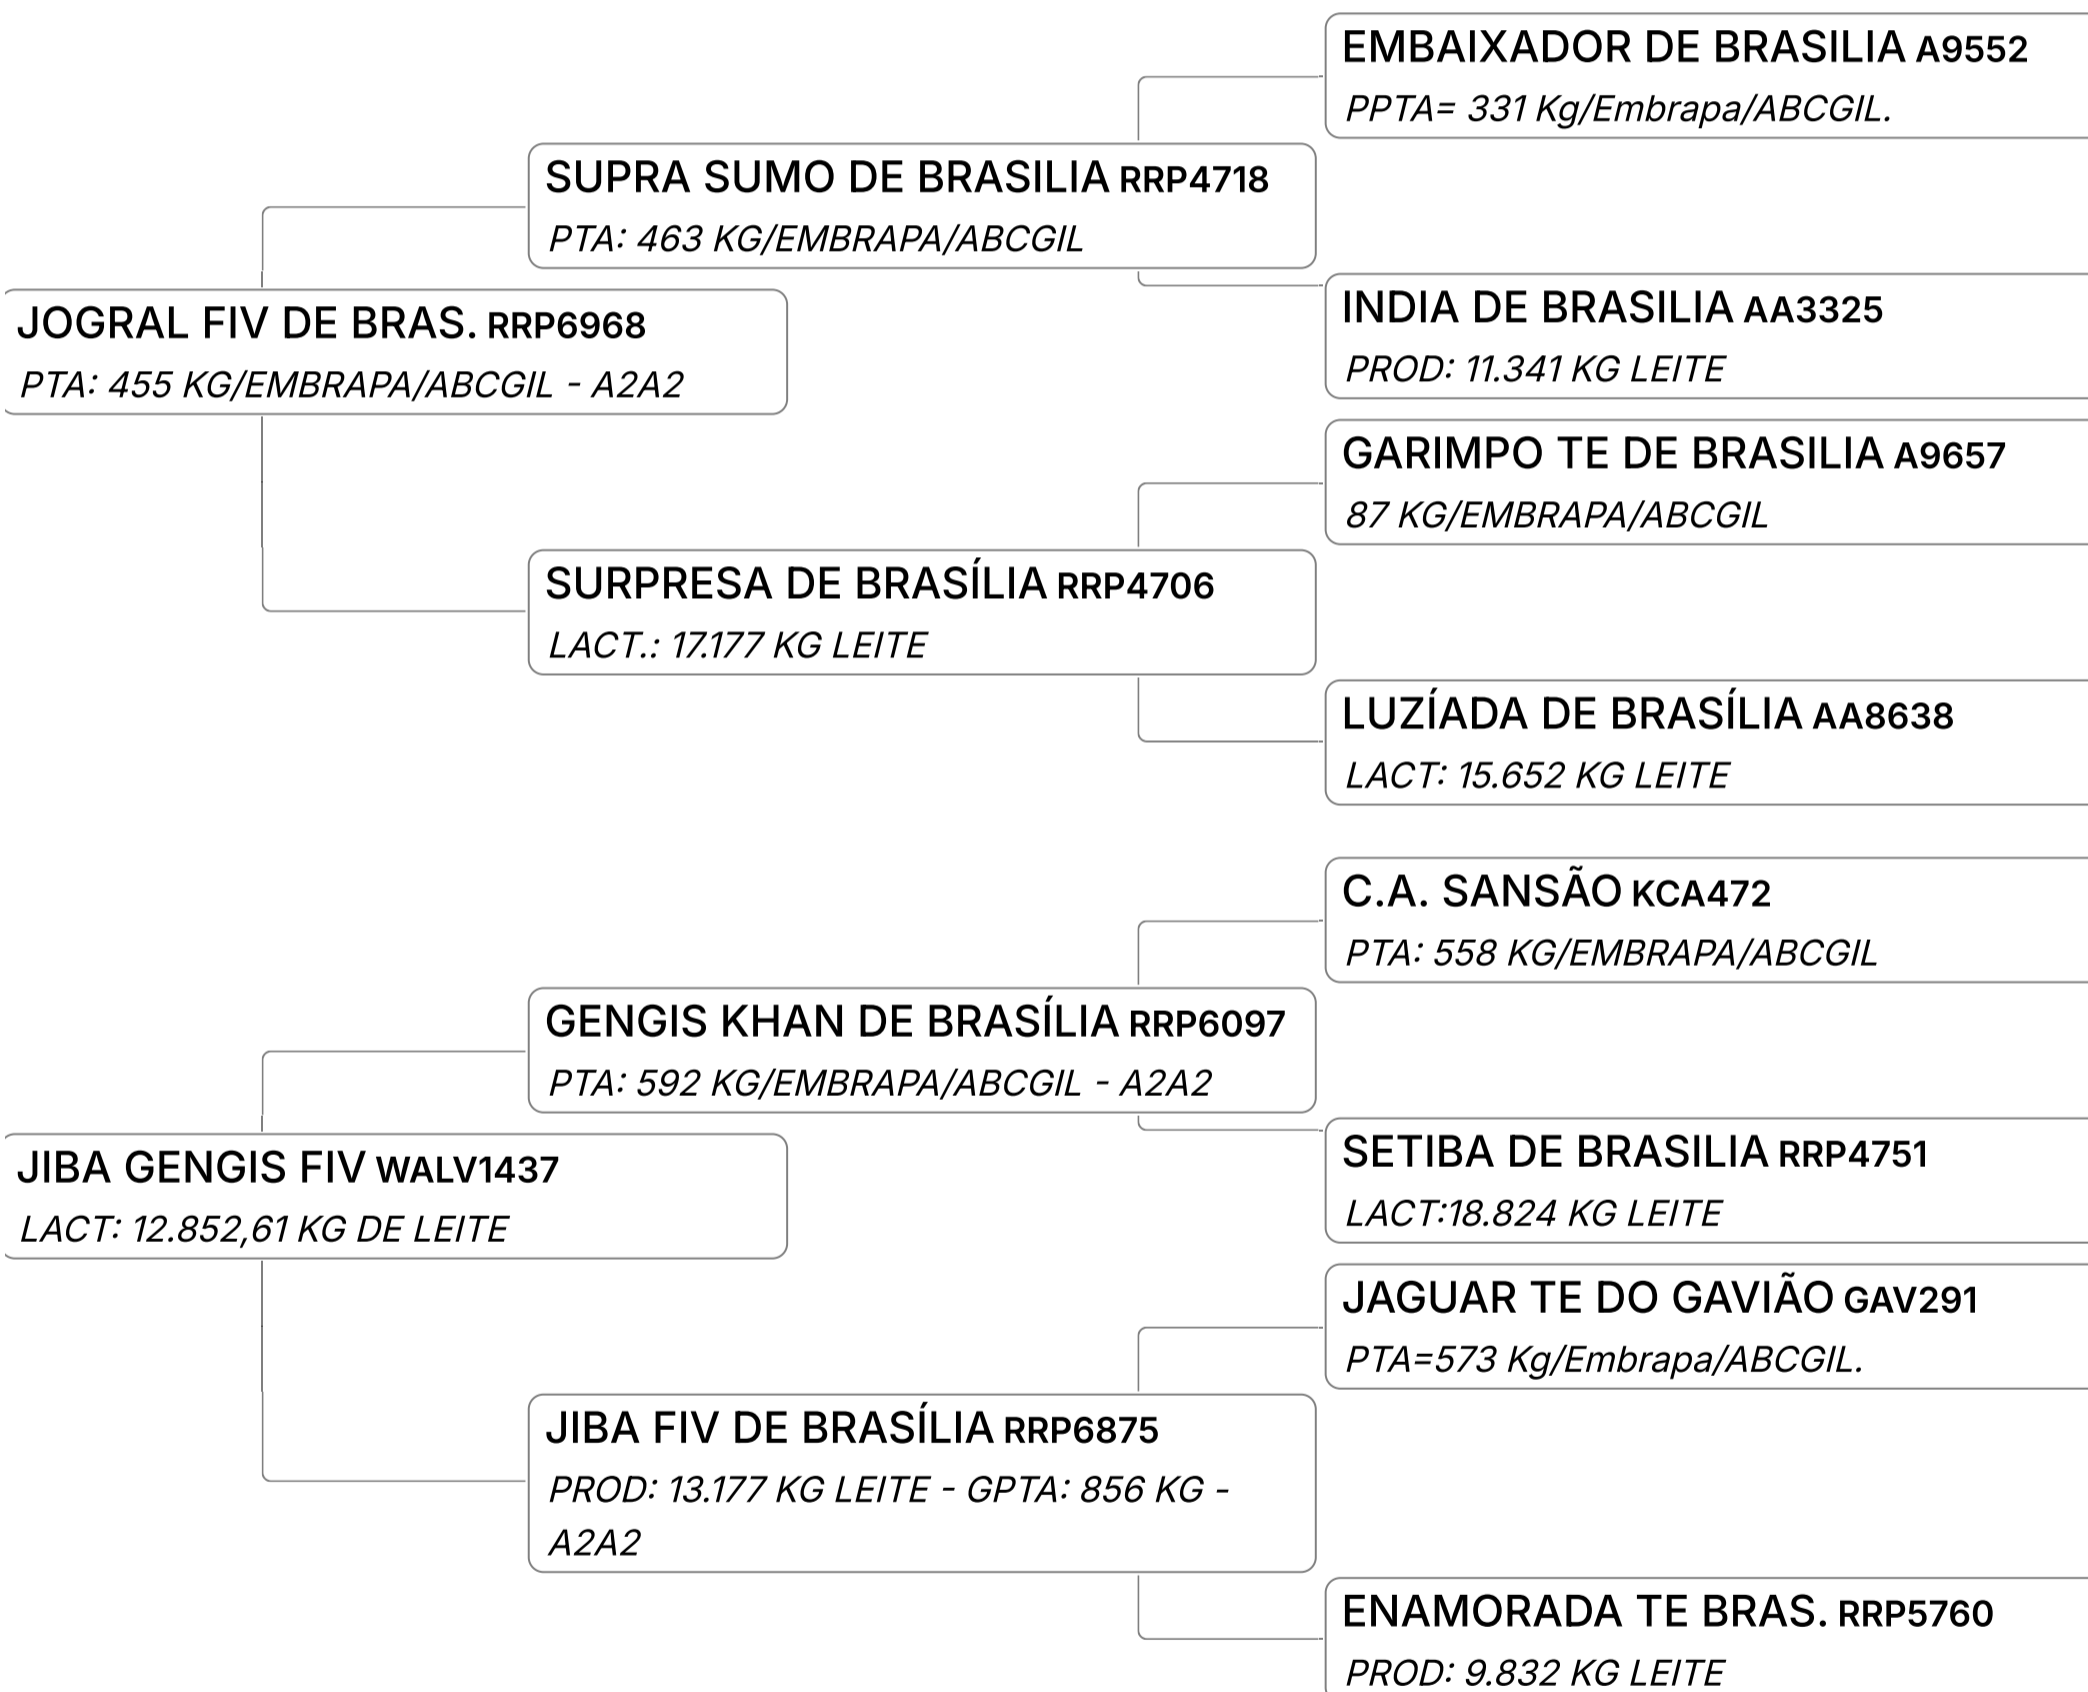 EMBAIXADOR DE BRASILIA A9552
PPTA= 331 Kg/Embrapa/ABCGIL.
SUPRA SUMO DE BRASILIA RRP4718
PTA: 463 KG/EMBRAPA/ABCGIL
INDIA DE BRASILIA AA3325
PROD: 11.341 KG LEITE
JOGRAL FIV DE BRAS. RRP6968
PTA: 455 KG/EMBRAPA/ABCGIL - A2A2
GARIMPO TE DE BRASILIA A9657
87 KG/EMBRAPA/ABCGIL
SURPRESA DE BRASÍLIA RRP4706
LACT.: 17.177 KG LEITE
LUZÍADA DE BRASÍLIA AA8638
LACT: 15.652 KG LEITE
C.A. SANSÃO KCA472
PTA: 558 KG/EMBRAPA/ABCGIL
GENGIS KHAN DE BRASÍLIA RRP6097
PTA: 592 KG/EMBRAPA/ABCGIL - A2A2
SETIBA DE BRASILIA RRP4751
LACT:18.824 KG LEITE
JIBA GENGIS FIV WALV1437
LACT: 12.852,61 KG DE LEITE
JAGUAR TE DO GAVIÃO GAV291
PTA=573 Kg/Embrapa/ABCGIL.
JIBA FIV DE BRASÍLIA RRP6875
PROD: 13.177 KG LEITE - GPTA: 856 KG -
A2A2
ENAMORADA TE BRAS. RRP5760
PROD: 9.832 KG LEITE